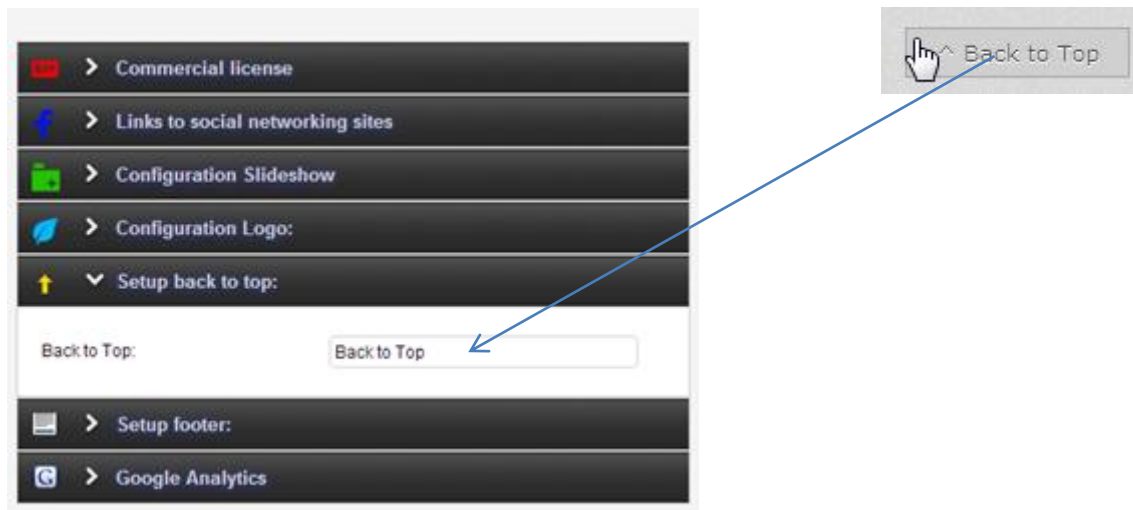 Commercial license
Links to social networking sites
Configuration Slideshow
Configuration Logo:
Setup back to top:
Back to Top:
Back to Top
Setup footer:
Google Analytics
^ Back to Top